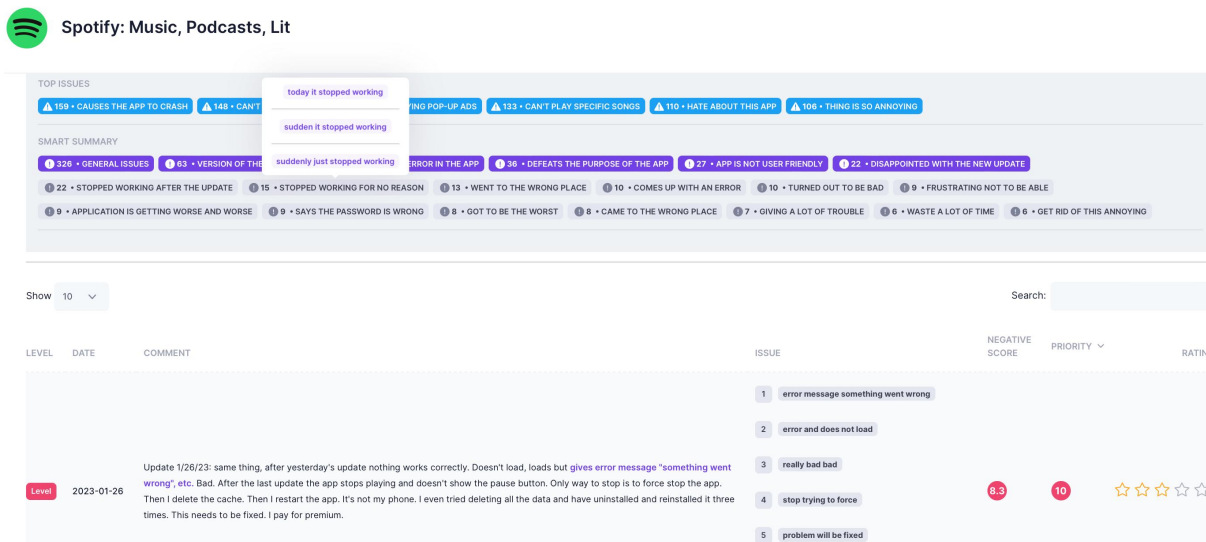 Spotify: Music, Podcasts, Lit
TOP ISSUES
159 • CAUSES THE APP TO CRASH 148 • CAN'T ING POP-UP ADS 133 • CAN'T PLAY SPECIFIC SONGS 110 • HATE ABOUT THIS APP 106 • THING IS SO ANNOYING
today it stopped working
sudden it stopped working
suddenly just stopped working
SMART SUMMARY
326 • GENERAL ISSUES 63 • VERSION OF THE ERROR IN THE APP 36 • DEFEATS THE PURPOSE OF THE APP 27 • APP IS NOT USER FRIENDLY 22 • DISAPPOINTED WITH THE NEW UPDATE
22 • STOPPED WORKING AFTER THE UPDATE 15 • STOPPED WORKING FOR NO REASON 13 • WENT TO THE WRONG PLACE 10 • COMES UP WITH AN ERROR 10 • TURNED OUT TO BE BAD 9 • FRUSTRATING NOT TO BE ABLE
9 • APPLICATION IS GETTING WORSE AND WORSE 9 • SAYS THE PASSWORD IS WRONG 8 • GOT TO BE THE WORST 8 • CAME TO THE WRONG PLACE 7 • GIVING A LOT OF TROUBLE 6 • WASTE A LOT OF TIME 6 • GET RID OF THIS ANNOYING
Show 10 Search:
LEVEL DATE COMMENT ISSUE NEGATIVE SCORE PRIORITY RATIN
1 error message something went wrong
2 error and does not load
3 really bad bad
4 stop trying to force
5 problem will be fixed
Level 2023-01-26
Update 1/26/23: same thing, after yesterday's update nothing works correctly. Doesn't load, loads but gives error message "something went
wrong", etc. Bad. After the last update the app stops playing and doesn't show the pause button. Only way to stop is to force stop the app.
Then I delete the cache. Then I restart the app. It's not my phone. I even tried deleting all the data and have uninstalled and reinstalled it three
times. This needs to be fixed. I pay for premium.
8.3 10